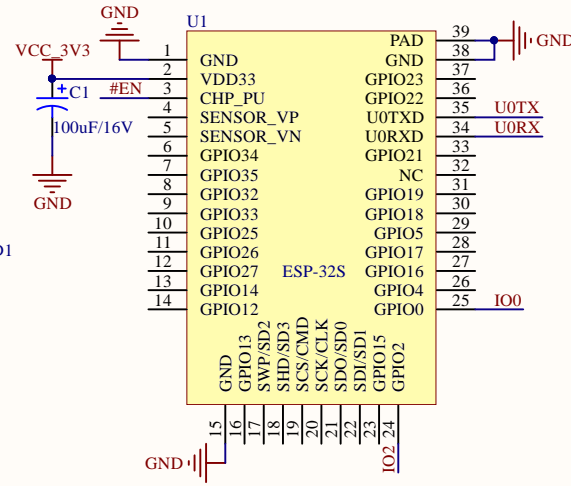 GND
U1
VCC_3V3
#EN
C1
100uF/16V
GND
1 GND
2 VDD33
3 CHP_PU
4 SENSOR_VP
5 SENSOR_VN
6 GPIO34
7 GPIO35
8 GPIO32
9 GPIO33
10 GPIO25
11 GPIO26
12 GPIO27
13 GPIO14
14 GPIO12
ESP-32S
PAD 39
GND 38
GND
GPIO23 37
GPIO22 36
U0TXD 35 U0TX
U0RXD 34 U0RX
GPIO21 33
NC 32
GPIO19 31
GPIO18 30
GPIO5 29
GPIO17 28
GPIO16 27
GPIO4 26
GPIO0 25 IO0
GND 15
GPIO13 16
SWP/SD2 17
SHD/SD3 18
SCS/CMD 19
SCK/CLK 20
SDO/SD0 21
SDI/SD1 22
GPIO15 23
GPIO2 24
GND
IO2